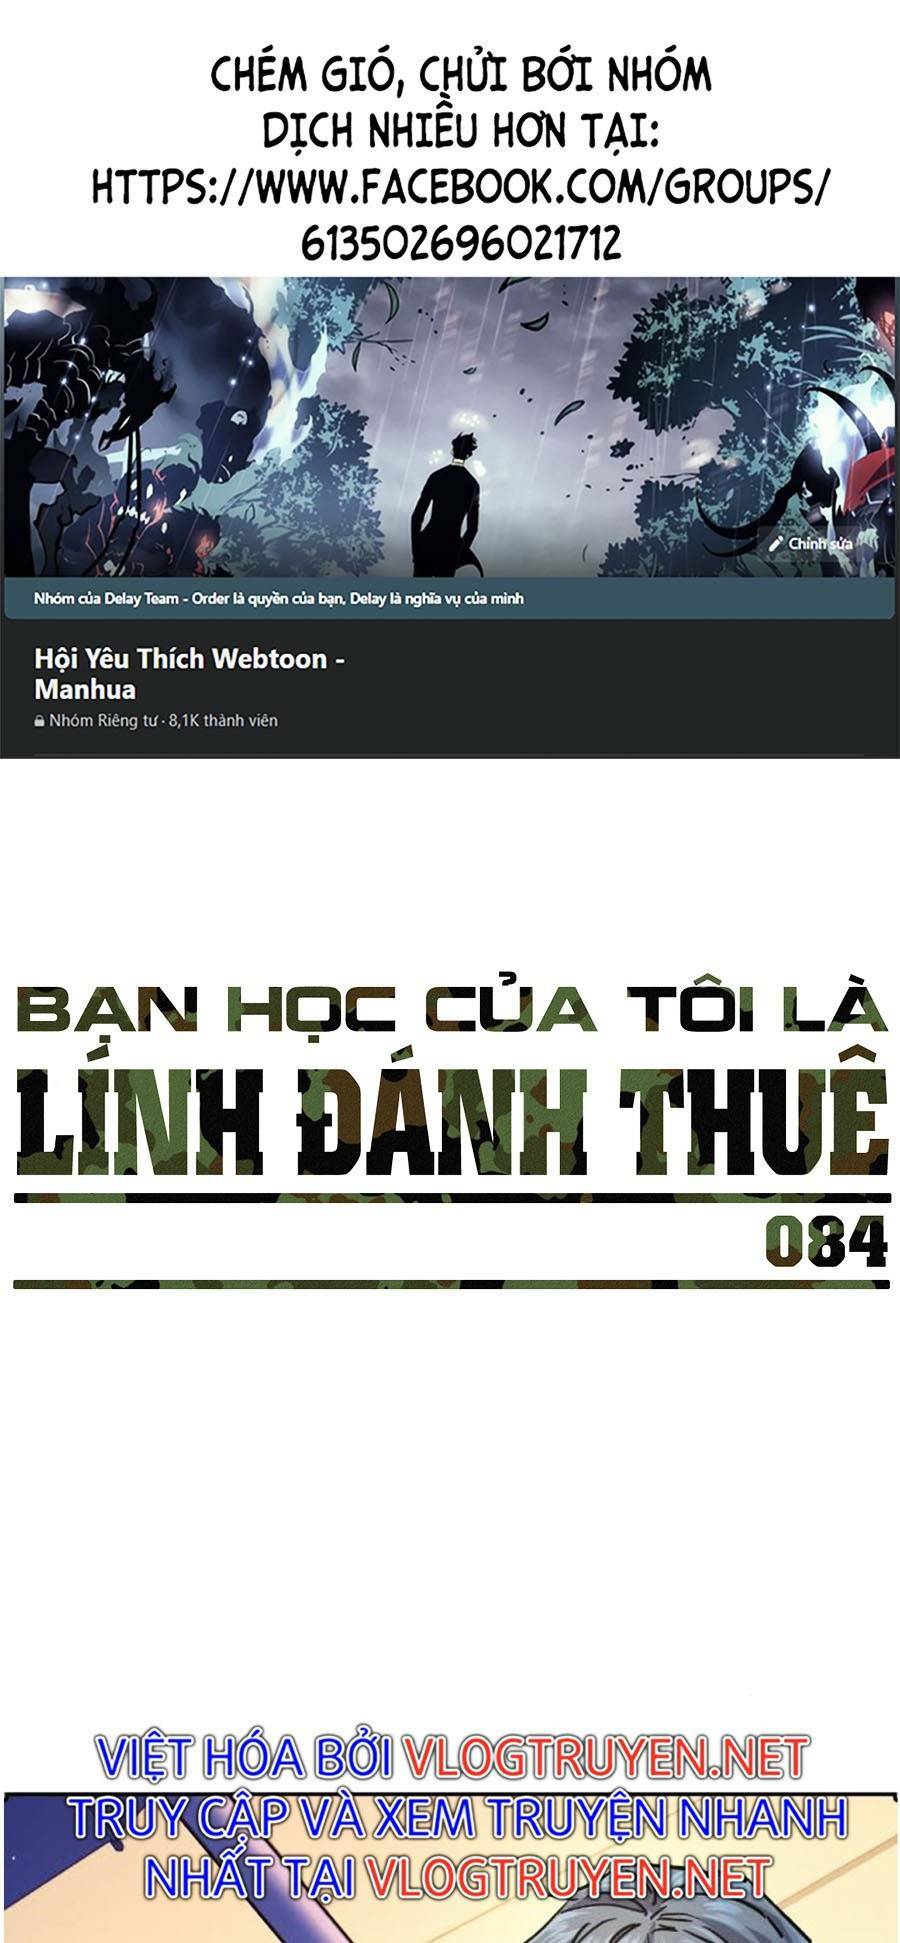 CHÉM GIÓ, CHỬI BỚI NHÓM
DỊCH NHIỀU HƠN TẠI:
HTTPS://WWW.FACEBOOK.COM/GROUPS/
613502696021712
Chỉnh sửa
Nhóm của Delay Team - Order là quyền của bạn, Delay là nghĩa vụ của mình
Hội Yêu Thích Webtoon -
Manhua
Nhóm Riêng tư · 8,1K thành viên
BẠN HỌC CỦA TÔI LÀ
LÍNH ĐÁNH THUÊ
084
VIỆT HÓA BỞI VLOGTRUYEN.NET
TRUY CẬP VÀ XEM TRUYỆN NHANH
NHẤT TẠI VLOGTRUYEN.NET